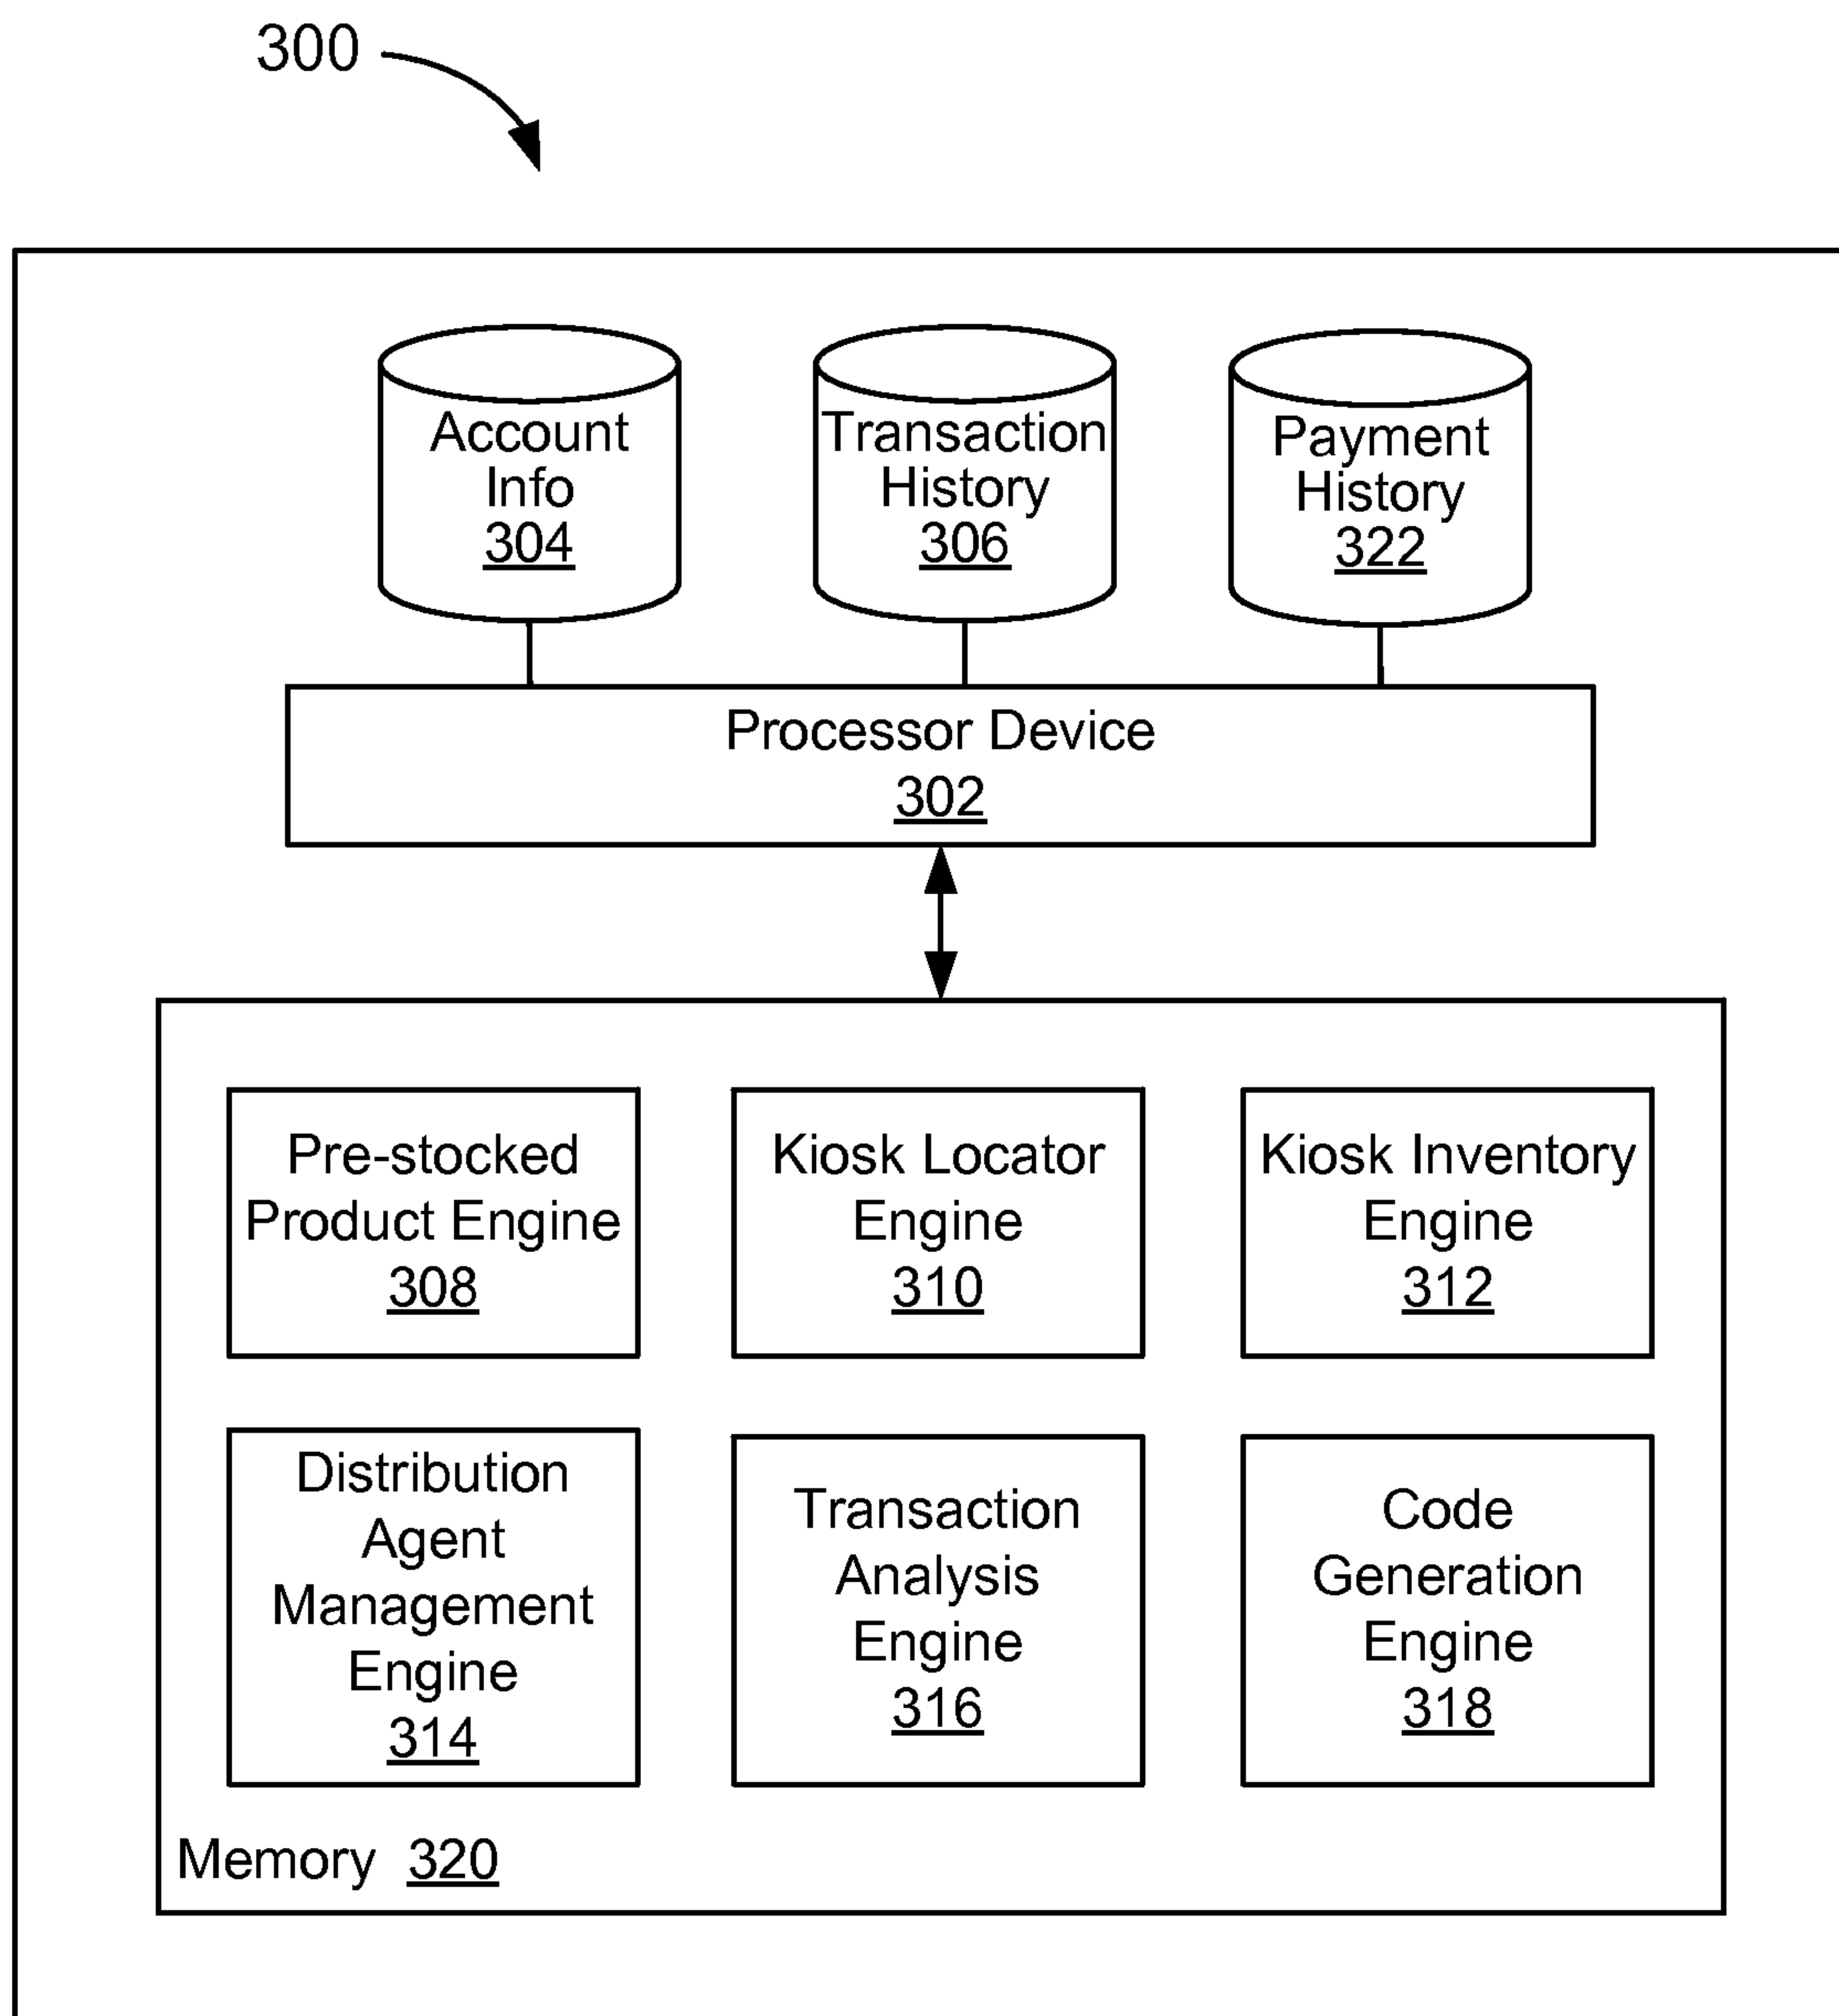 300
Account
Info
304
Transaction
History
306
Payment
History
322
Processor Device
302
Pre-stocked
Product Engine
308
Kiosk Locator
Engine
310
Kiosk Inventory
Engine
312
Distribution
Agent
Management
Engine
314
Transaction
Analysis
Engine
316
Code
Generation
Engine
318
Memory 320